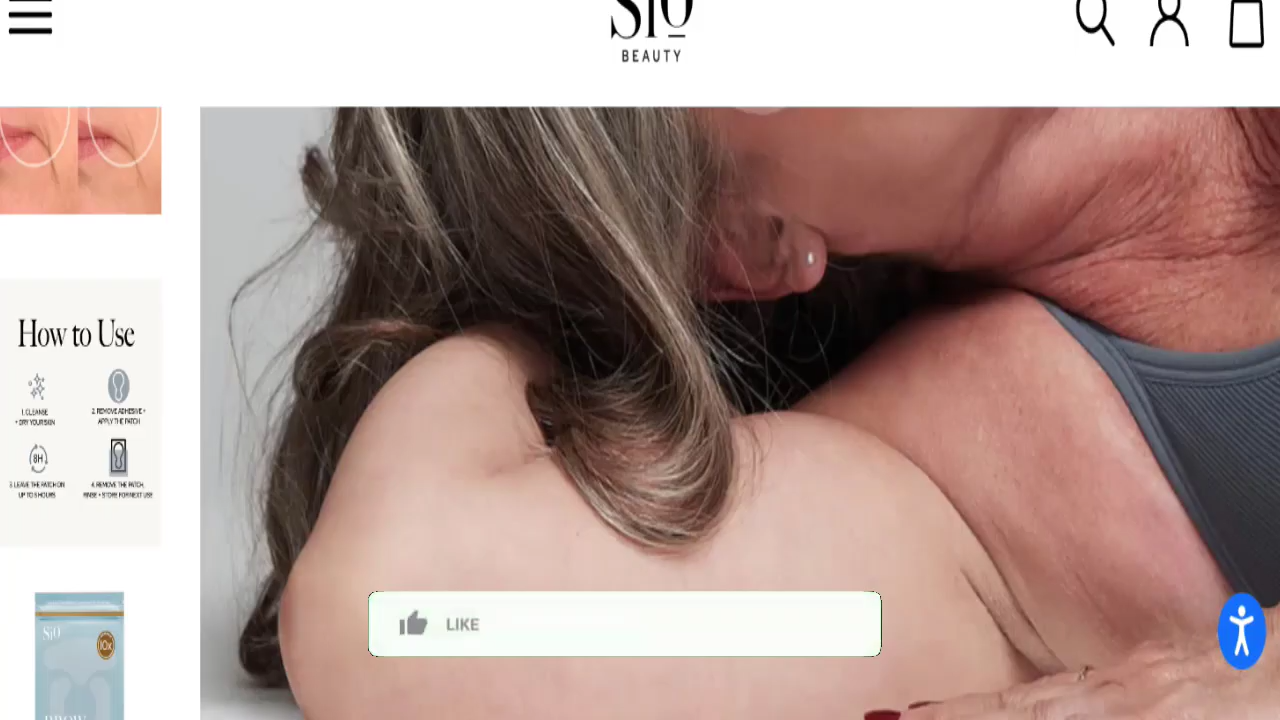 SiO
BEAUTY
How to Use
1. CLEANSE
+ DRY YOUR SKIN
2. REMOVE ADHESIVE +
APPLY THE PATCH
8H
3. LEAVE THE PATCH ON
UP TO 8 HOURS
4. REMOVE THE PATCH,
RINSE + STORE FOR NEXT USE
SiO
10x
LIKE